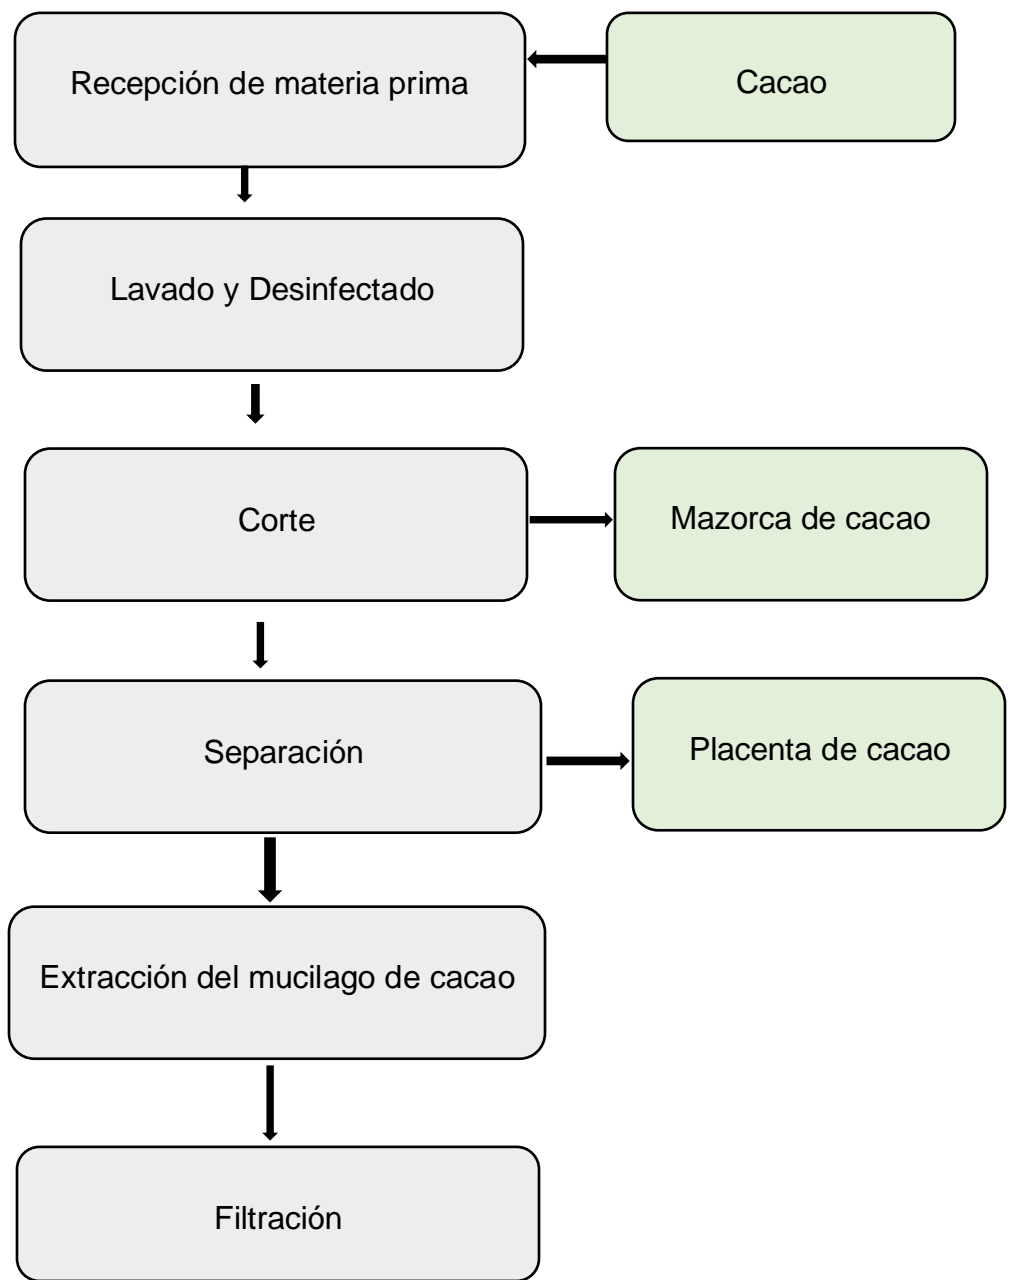 Recepción de materia prima
Cacao
Lavado y Desinfectado
Corte
Mazorca de cacao
Separación
Placenta de cacao
Extracción del mucilago de cacao
Filtración